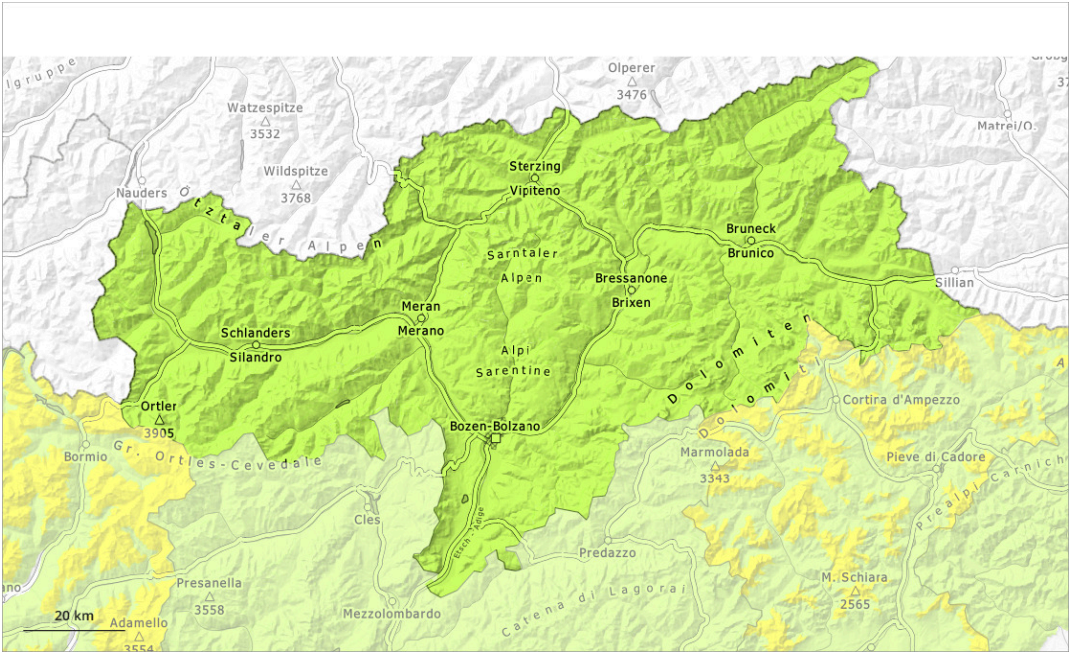 lgruppe
Olperer
3476
Watzespitze
3532
Matrei/O.
Wildspitze
3768
Nauders
Ötztaler Alpen
Sterzing
Vipiteno
Bruneck
Brunico
Sarntaler
Alpen
Bressanone
Brixen
Sillian
Meran
Merano
Schlanders
Silandro
Alpi
Sarentine
Dolomiten
Dolomiti
Ortler
3905
Cortira d'Ampezzo
Bozen-Bolzano
Gr. Ortles-Cevedale
Bormio
Marmolada
3343
Pieve di Cadore
Prealpi Carnich
Cles
Etsch - Adige
Predazzo
Presanella
3558
M. Schiara
2565
Mezzolombardo
Catena di Lagorai
ano
20 km
Adamello
3554